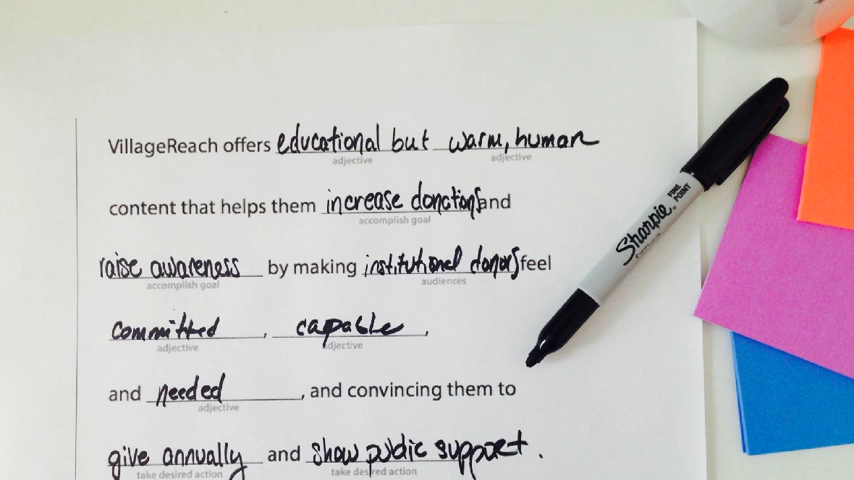 VillageReach offers educational but warm, human
adjective adjective
content that helps them increase donations and
accomplish goal
raise awareness by making institutional donors feel
accomplish goal audiences
committed, capable,
adjective adjective
and needed, and convincing them to
adjective
give annually and show public support.
take desired action take desired action
Sharpie
FINE POINT